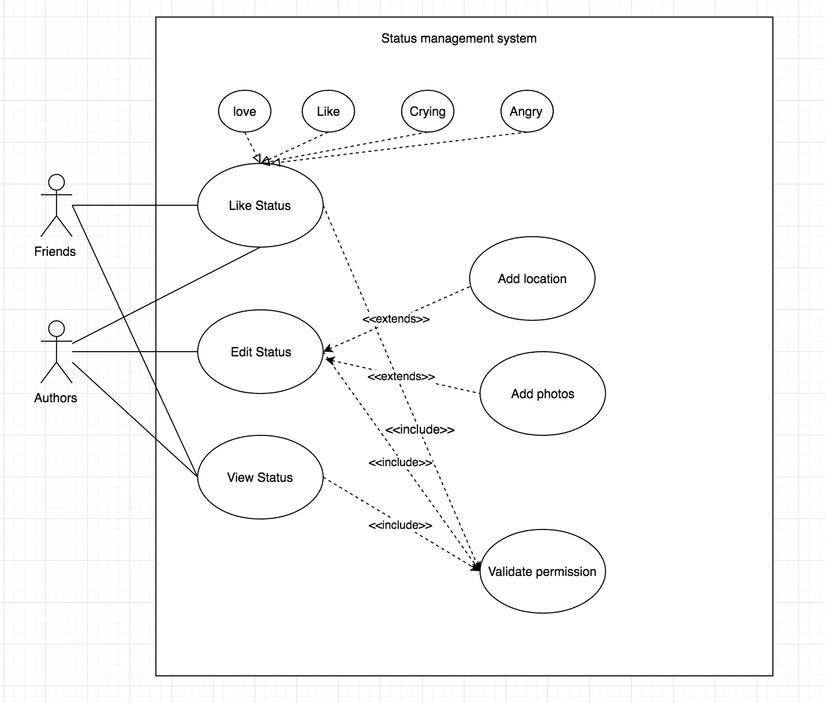 Status management system
love
Like
Crying
Angry
Like Status
Friends
Add location
<<extends>>
Edit Status
Authors
<<extends>>
Add photos
<<include>>
<<include>>
View Status
<<include>>
Validate permission